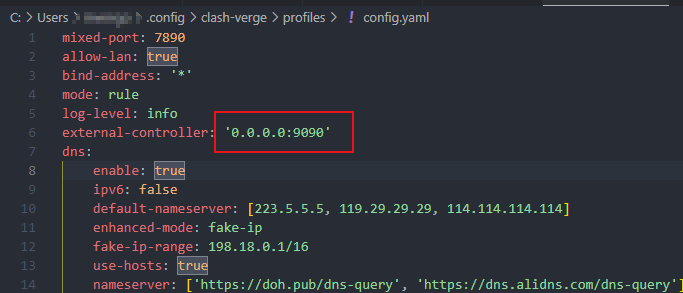 C: > Users > .config > clash-verge > profiles > ! config.yaml
1 mixed-port: 7890
2 allow-lan: true
3 bind-address: '*'
4 mode: rule
5 log-level: info
6 external-controller: '0.0.0.0:9090'
7 dns:
8 enable: true
9 ipv6: false
10 default-nameserver: [223.5.5.5, 119.29.29.29, 114.114.114.114]
11 enhanced-mode: fake-ip
12 fake-ip-range: 198.18.0.1/16
13 use-hosts: true
14 nameserver: ['https://doh.pub/dns-query', 'https://dns.alidns.com/dns-query']